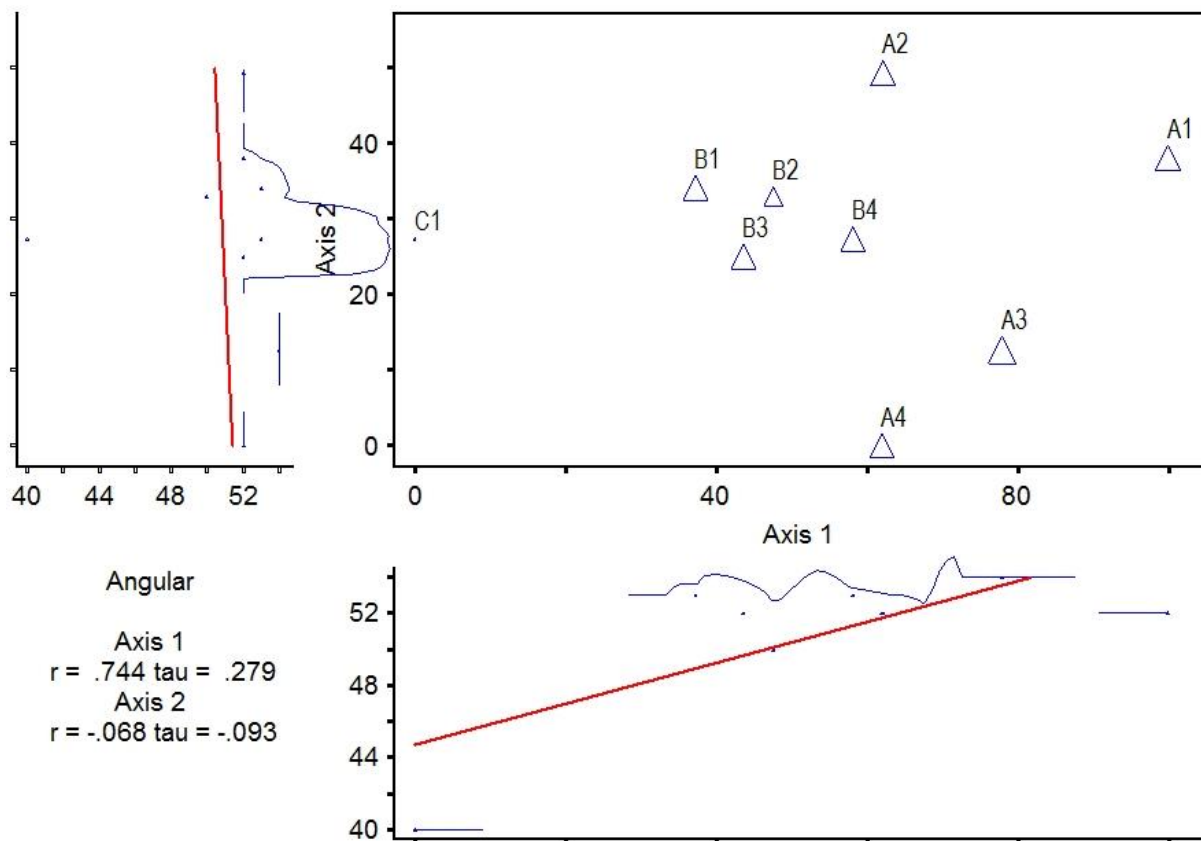 A2
A1
40
B1
B2
B4
C1
B3
Axis 2
20
A3
A4
0
40 44 48 52
0 40 80
Axis 1
Angular
Axis 1
r = .744 tau = .279
Axis 2
r = -.068 tau = -.093
52
48
44
40